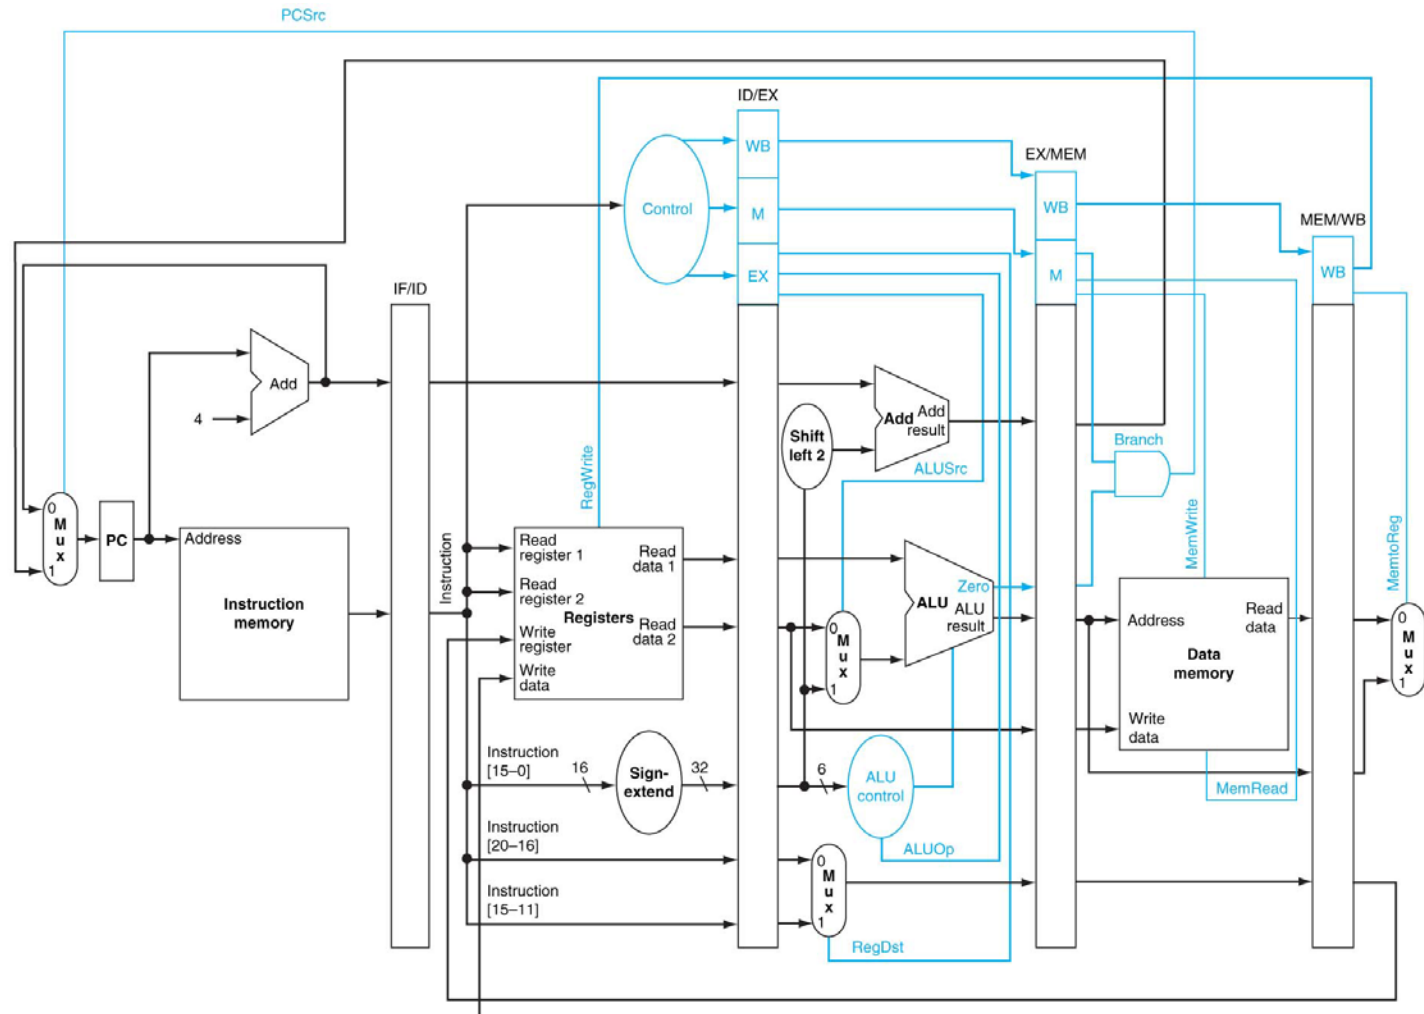 PCSrc
ID/EX
WB
EX/MEM
Control
M
WB
MEM/WB
EX
M
WB
IF/ID
Add
4
Shift
left 2
Add Add
result
Branch
ALUSrc
RegWrite
MemWrite
MemtoReg
0
M
u
x
1
PC
Address
Instruction
memory
Instruction
Read
register 1
Read
register 2
Write
register
Write
data
Registers
Read
data 1
Read
data 2
0
M
u
x
1
Zero
ALU
ALU
result
Address
Read
data
Data
memory
Write
data
0
M
u
x
1
Instruction
[15–0]
16
Sign-
extend
32
6
ALU
control
MemRead
Instruction
[20–16]
ALUOp
Instruction
[15–11]
0
M
u
x
1
RegDst